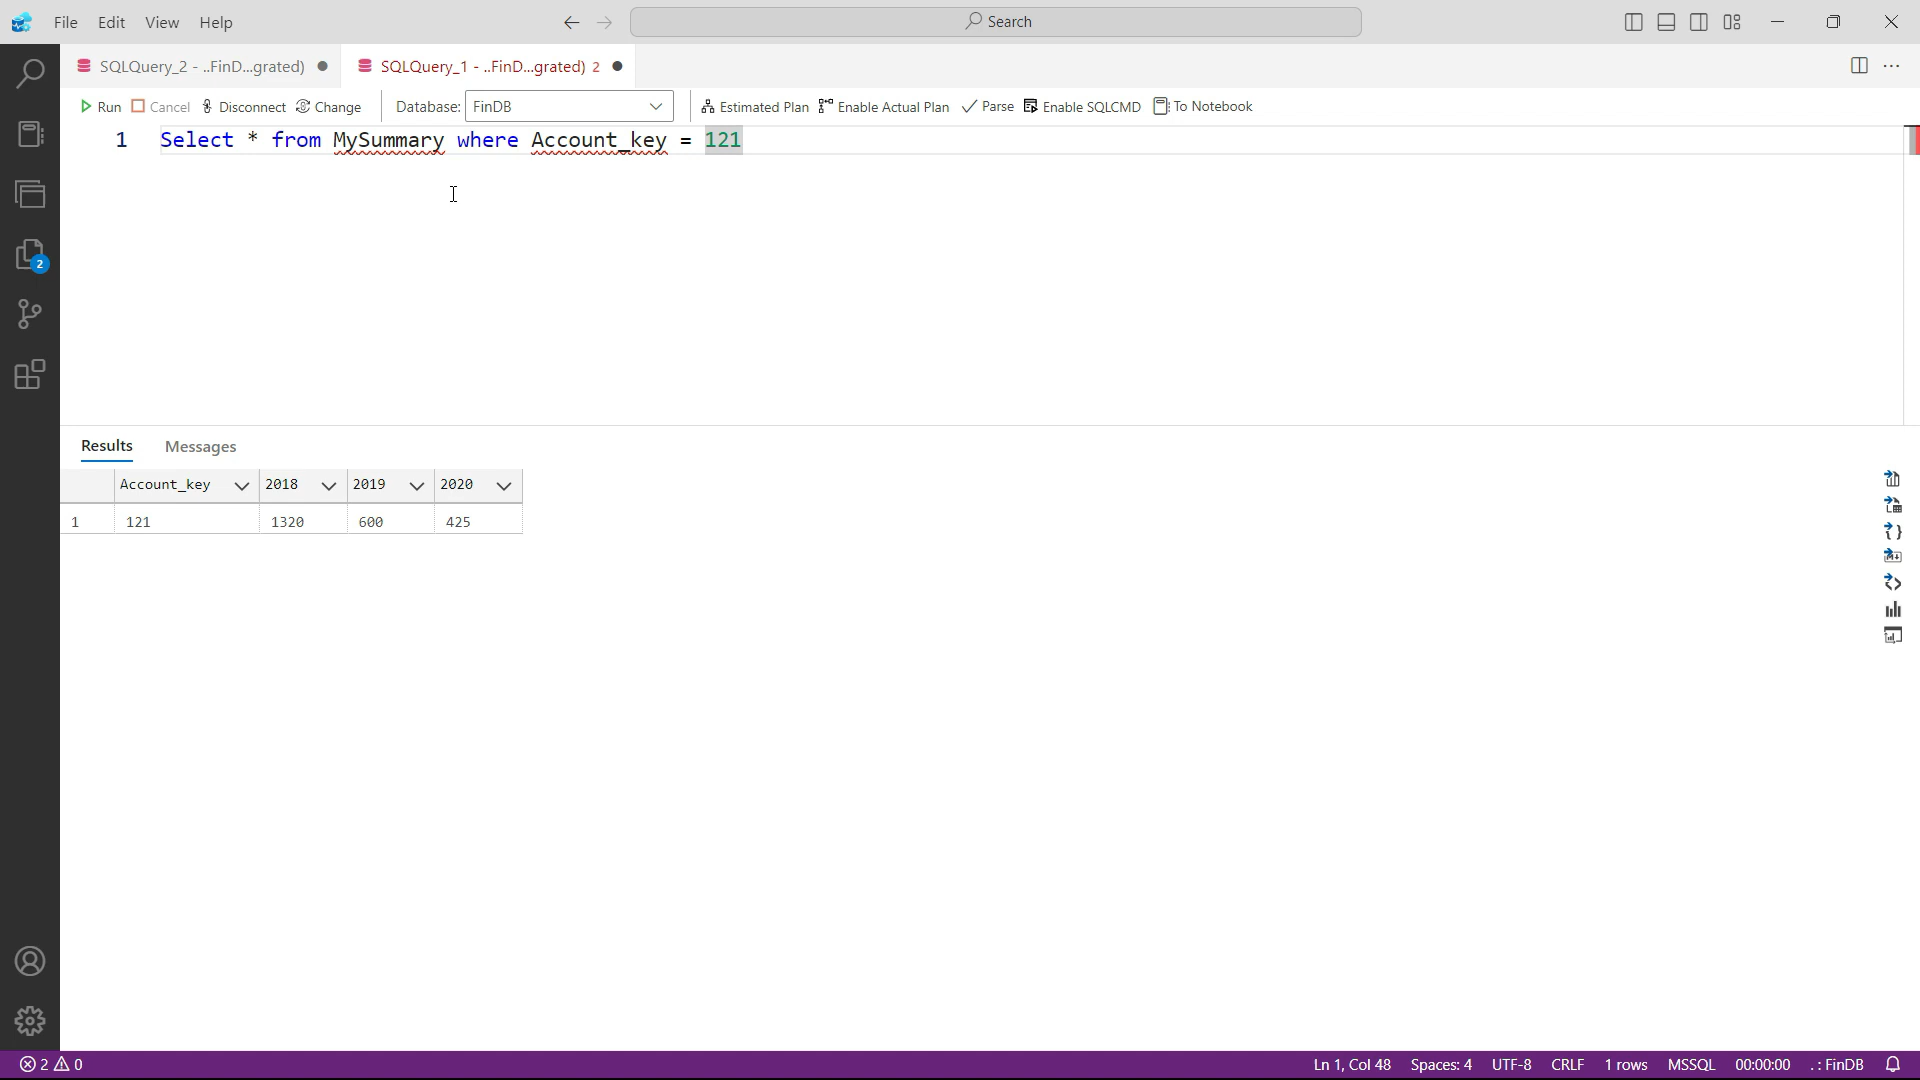 File Edit View Help
Search
SQLQuery_2 - ..FinD...grated) SQLQuery_1 - ..FinD...grated) 2
Run Cancel Disconnect Change Database: FinDB Estimated Plan Enable Actual Plan Parse Enable SQLCMD To Notebook
1 Select * from MySummary where Account_key = 121
2
Results Messages
Account_key 2018 2019 2020
1 121 1320 600 425
2 0 Ln 1, Col 48 Spaces: 4 UTF-8 CRLF 1 rows MSSQL 00:00:00 . : FinDB